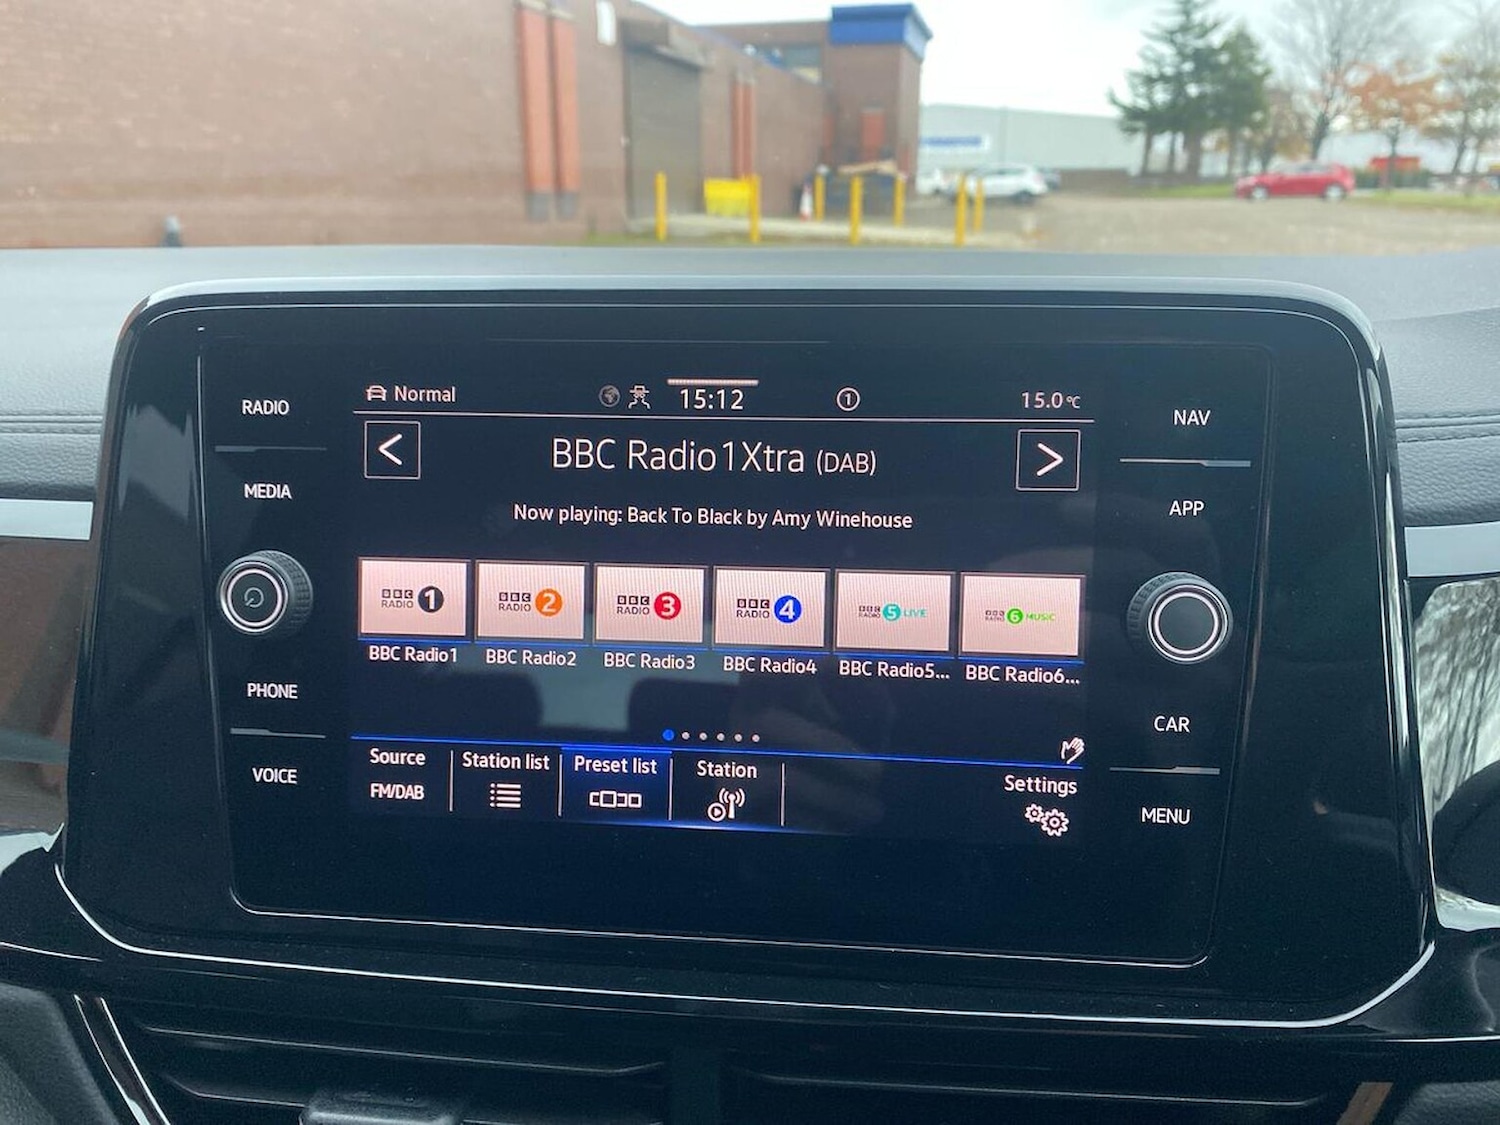 RADIO
MEDIA
PHONE
VOICE
Normal
15:12
1
15.0°C
<
BBC Radio1Xtra (DAB)
>
Now playing: Back To Black by Amy Winehouse
BBC RADIO 1
BBC RADIO 2
BBC RADIO 3
BBC RADIO 4
BBC RADIO 5 LIVE
BBC RADIO 6 MUSIC
BBC Radio1
BBC Radio2
BBC Radio3
BBC Radio4
BBC Radio5...
BBC Radio6...
Source
FM/DAB
Station list
Preset list
Station
Settings
NAV
APP
CAR
MENU